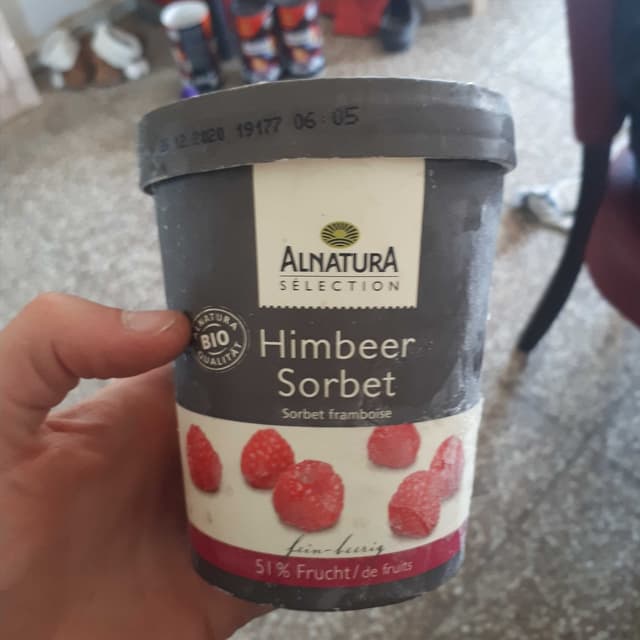 12.2020 19177 06:05
ALNATURA
SÉLECTION
ALNATURA
BIO
QUALITÄT
Himbeer
Sorbet
Sorbet framboise
fein-beerig
51% Frucht/de fruits